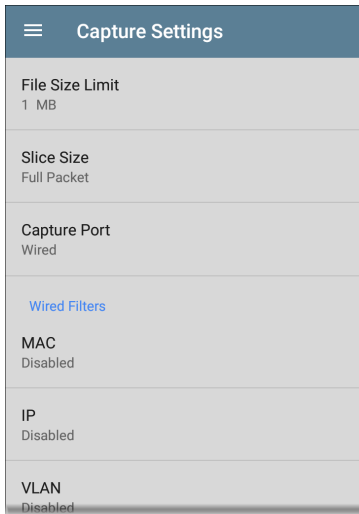 Capture Settings
File Size Limit
1 MB
Slice Size
Full Packet
Capture Port
Wired
Wired Filters
MAC
Disabled
IP
Disabled
VLAN
Disabled